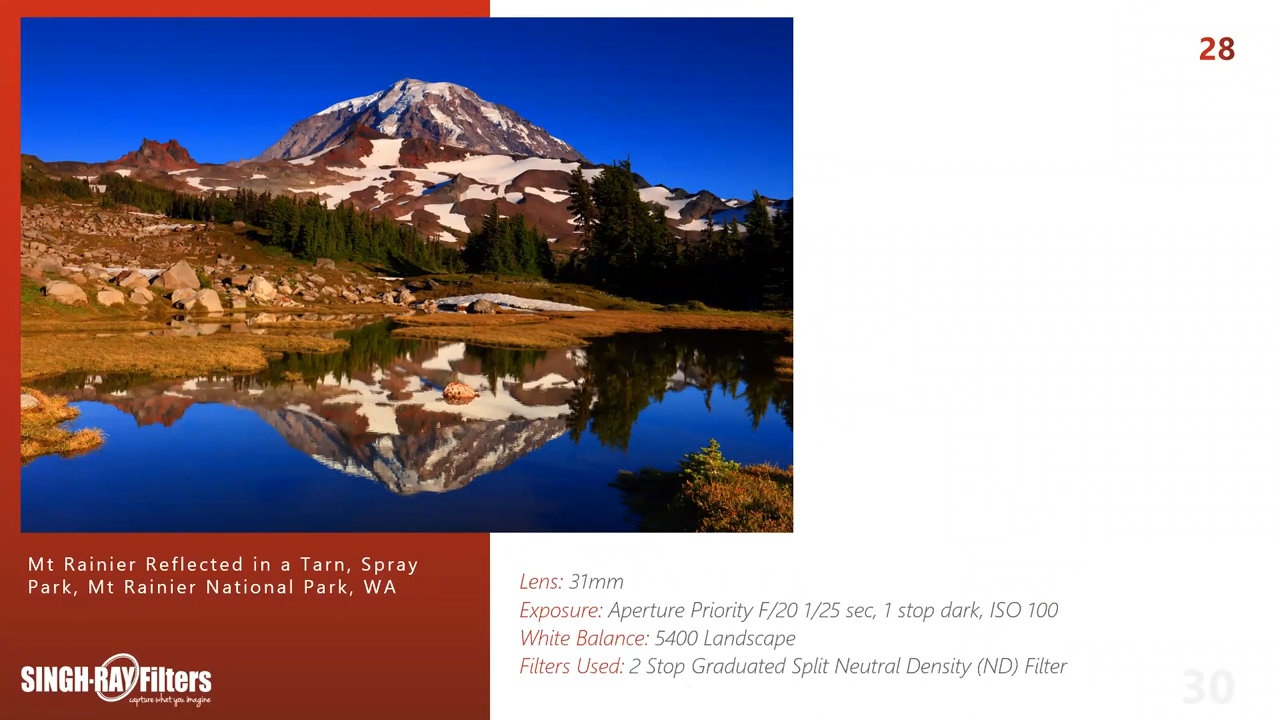 28
Mt Rainier Reflected in a Tarn, Spray
Park, Mt Rainier National Park, WA
Lens: 31mm
Exposure: Aperture Priority F/20 1/25 sec, 1 stop dark, ISO 100
White Balance: 5400 Landscape
Filters Used: 2 Stop Graduated Split Neutral Density (ND) Filter
SINGH-RAY Filters
capture what you imagine
30